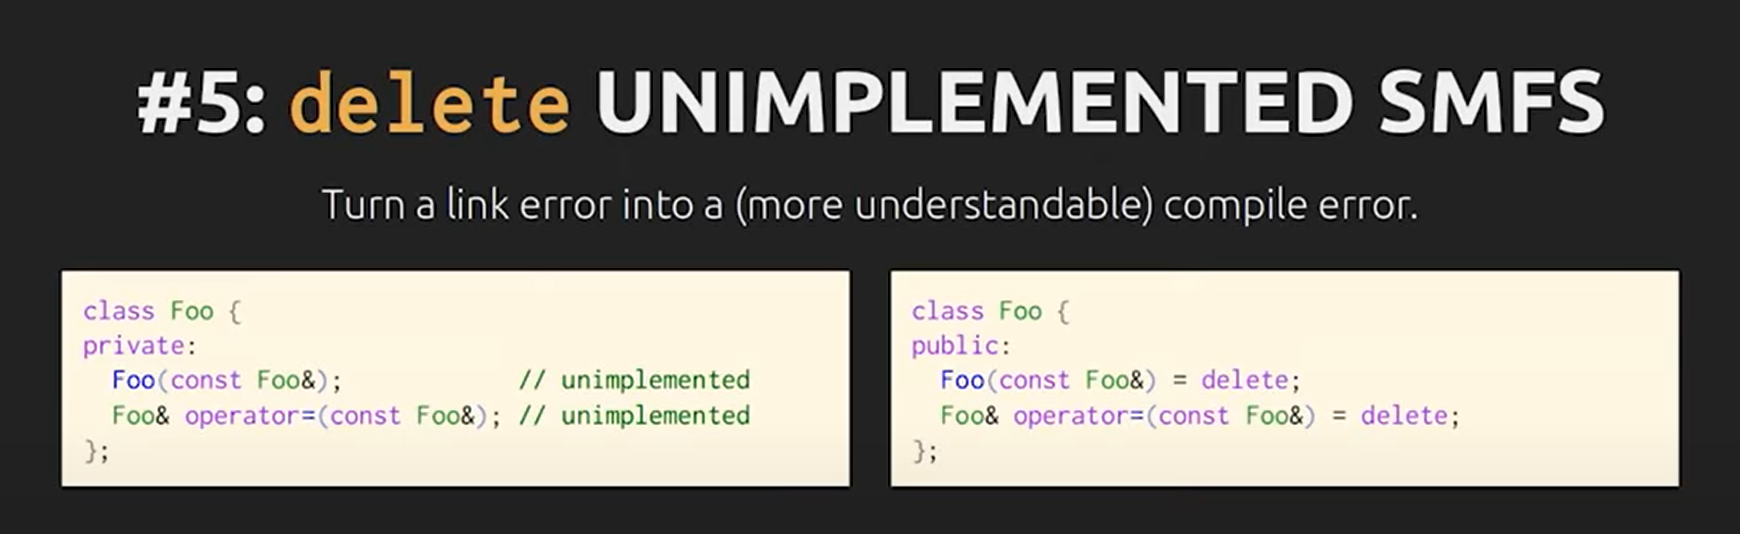 #5: delete UNIMPLEMENTED SMFS
Turn a link error into a (more understandable) compile error.
class Foo {
private:
  Foo(const Foo&);            // unimplemented
  Foo& operator=(const Foo&); // unimplemented
};
class Foo {
public:
  Foo(const Foo&) = delete;
  Foo& operator=(const Foo&) = delete;
};